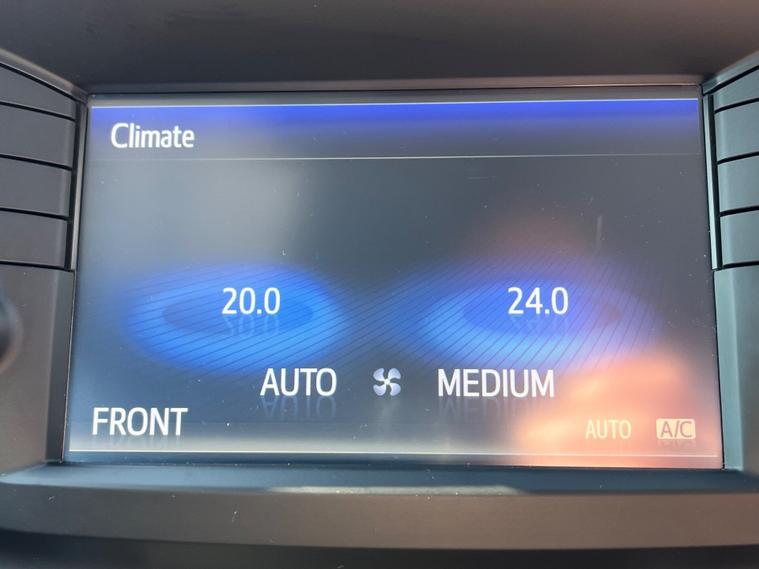 Climate
20.0 24.0
AUTO MEDIUM
FRONT AUTO A/C